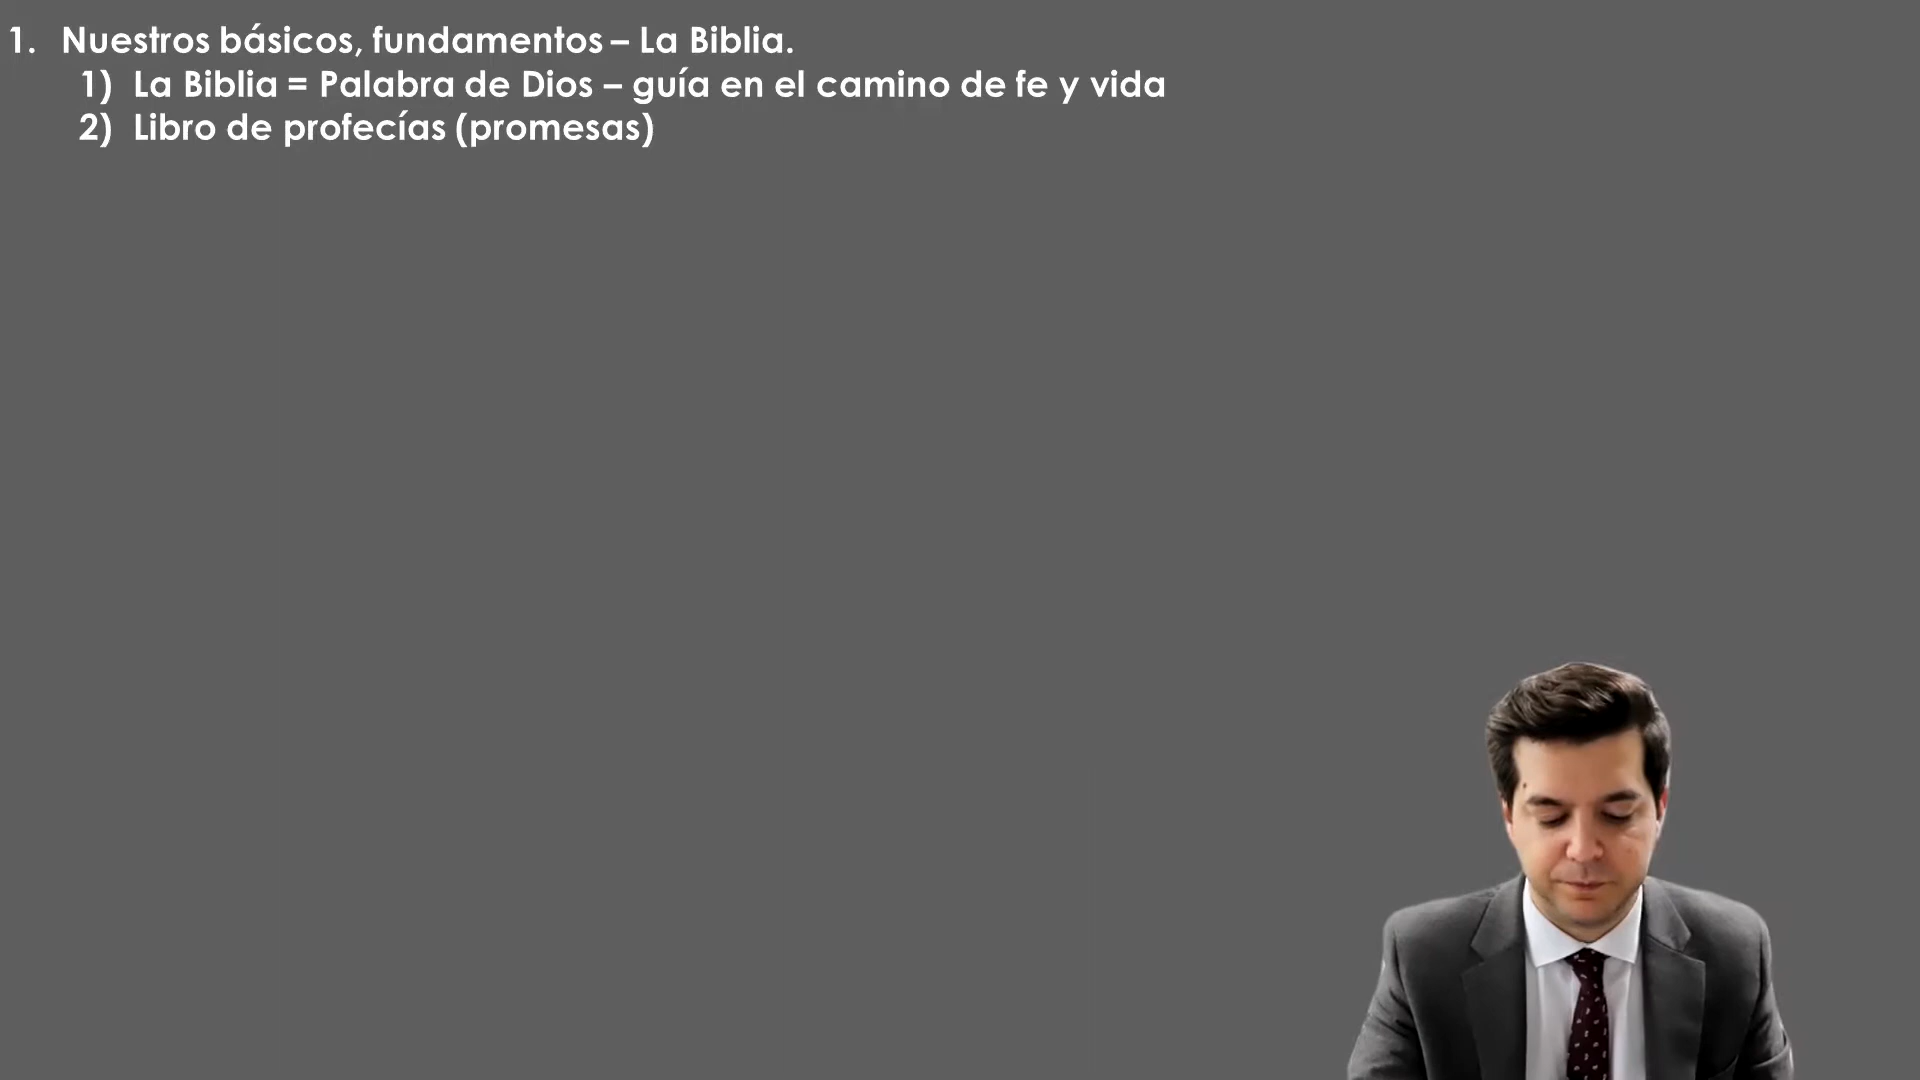 1. Nuestros básicos, fundamentos – La Biblia.
1) La Biblia = Palabra de Dios – guía en el camino de fe y vida
2) Libro de profecías (promesas)